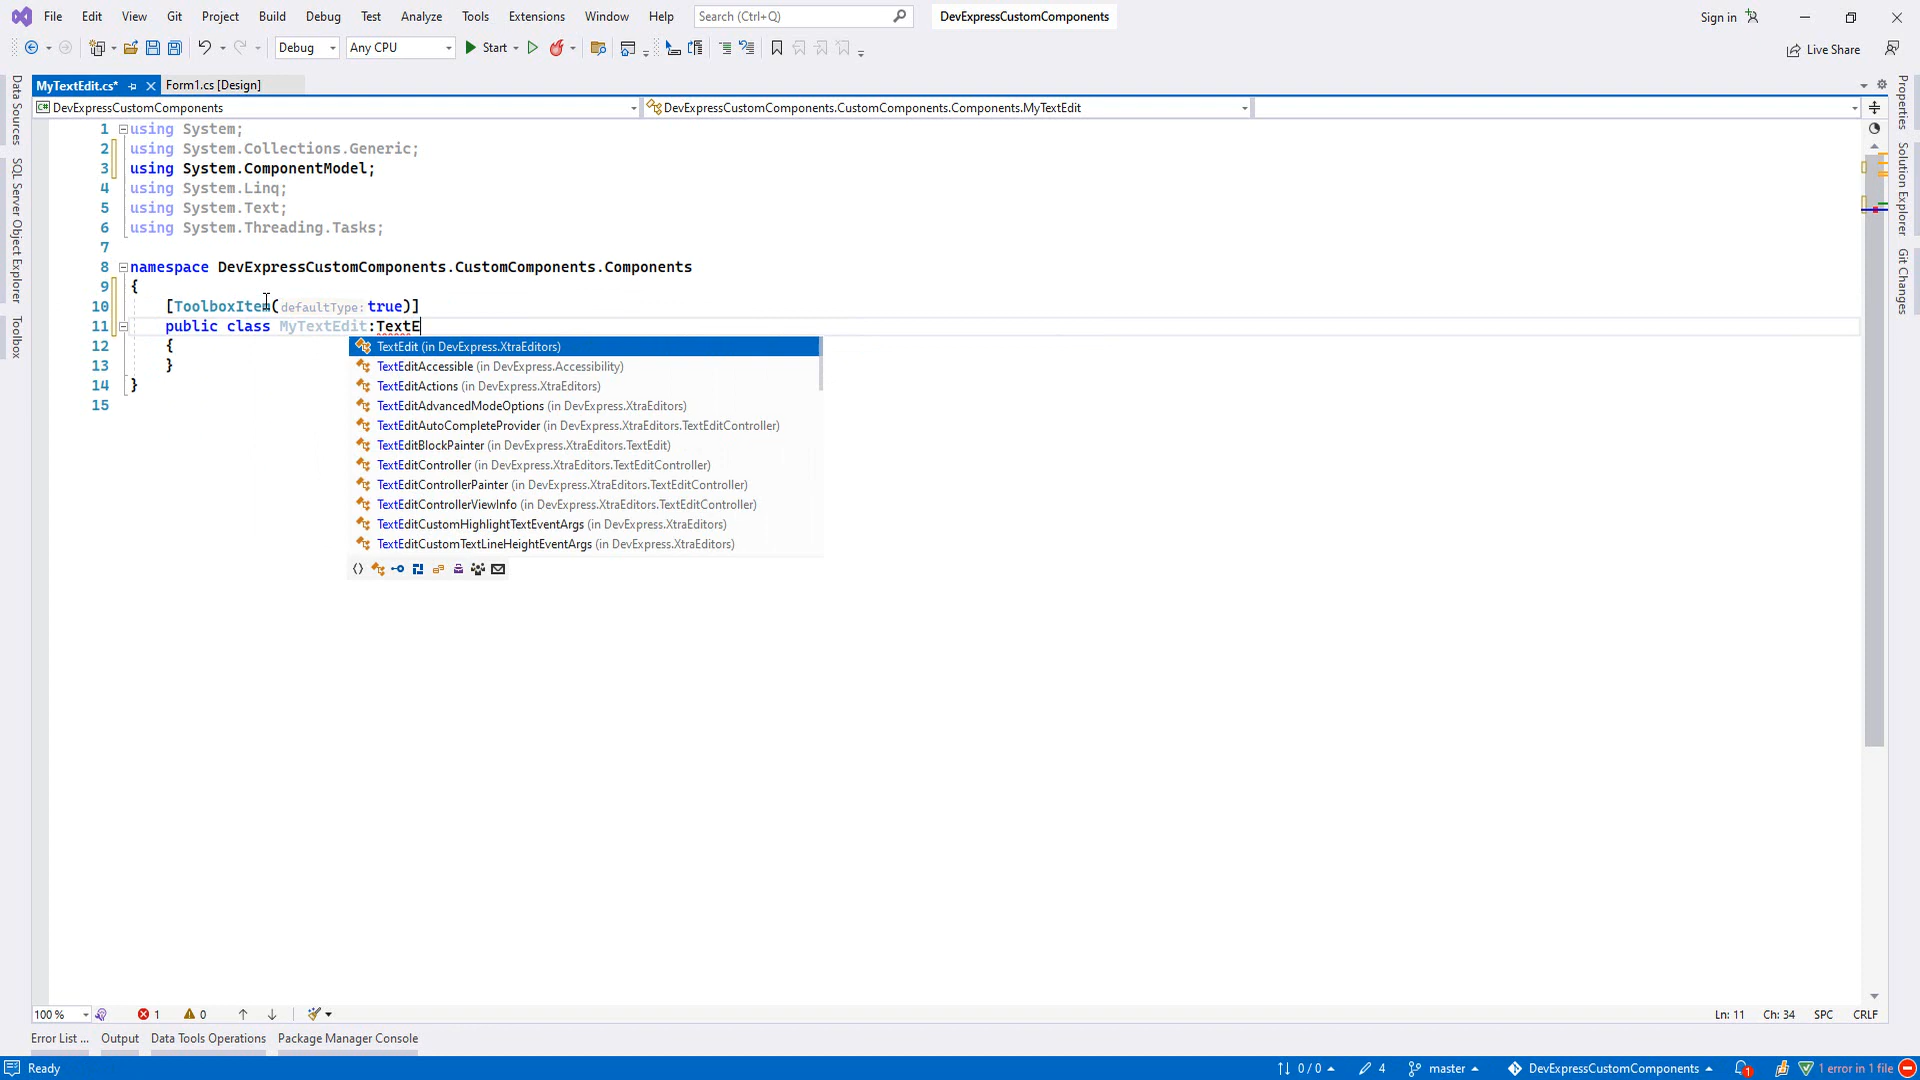 File Edit View Git Project Build Debug Test Analyze Tools Extensions Window Help Search (Ctrl+Q) DevExpressCustomComponents Sign in
Debug Any CPU Start Live Share
MyTextEdit.cs* Form1.cs [Design]
DevExpressCustomComponents DevExpressCustomComponents.CustomComponents.Components.MyTextEdit
Data Sources
SQL Server Object Explorer
Toolbox
1 using System;
2 using System.Collections.Generic;
3 using System.ComponentModel;
4 using System.Linq;
5 using System.Text;
6 using System.Threading.Tasks;
7
8 namespace DevExpressCustomComponents.CustomComponents.Components
9 {
10 [ToolboxItem(defaultType: true)]
11 public class MyTextEdit:TextE
12 {
13 }
14 }
15
TextEdit (in DevExpress.XtraEditors)
TextEditAccessible (in DevExpress.Accessibility)
TextEditActions (in DevExpress.XtraEditors)
TextEditAdvancedModeOptions (in DevExpress.XtraEditors)
TextEditAutoCompleteProvider (in DevExpress.XtraEditors.TextEditController)
TextEditBlockPainter (in DevExpress.XtraEditors.TextEdit)
TextEditController (in DevExpress.XtraEditors.TextEditController)
TextEditControllerPainter (in DevExpress.XtraEditors.TextEditController)
TextEditControllerViewInfo (in DevExpress.XtraEditors.TextEditController)
TextEditCustomHighlightTextEventArgs (in DevExpress.XtraEditors)
TextEditCustomTextLineHeightEventArgs (in DevExpress.XtraEditors)
Properties
Solution Explorer
Git Changes
100 % 1 0 Ln: 11 Ch: 34 SPC CRLF
Error List ... Output Data Tools Operations Package Manager Console
Ready 0 / 0 4 master DevExpressCustomComponents 1 1 error in 1 file